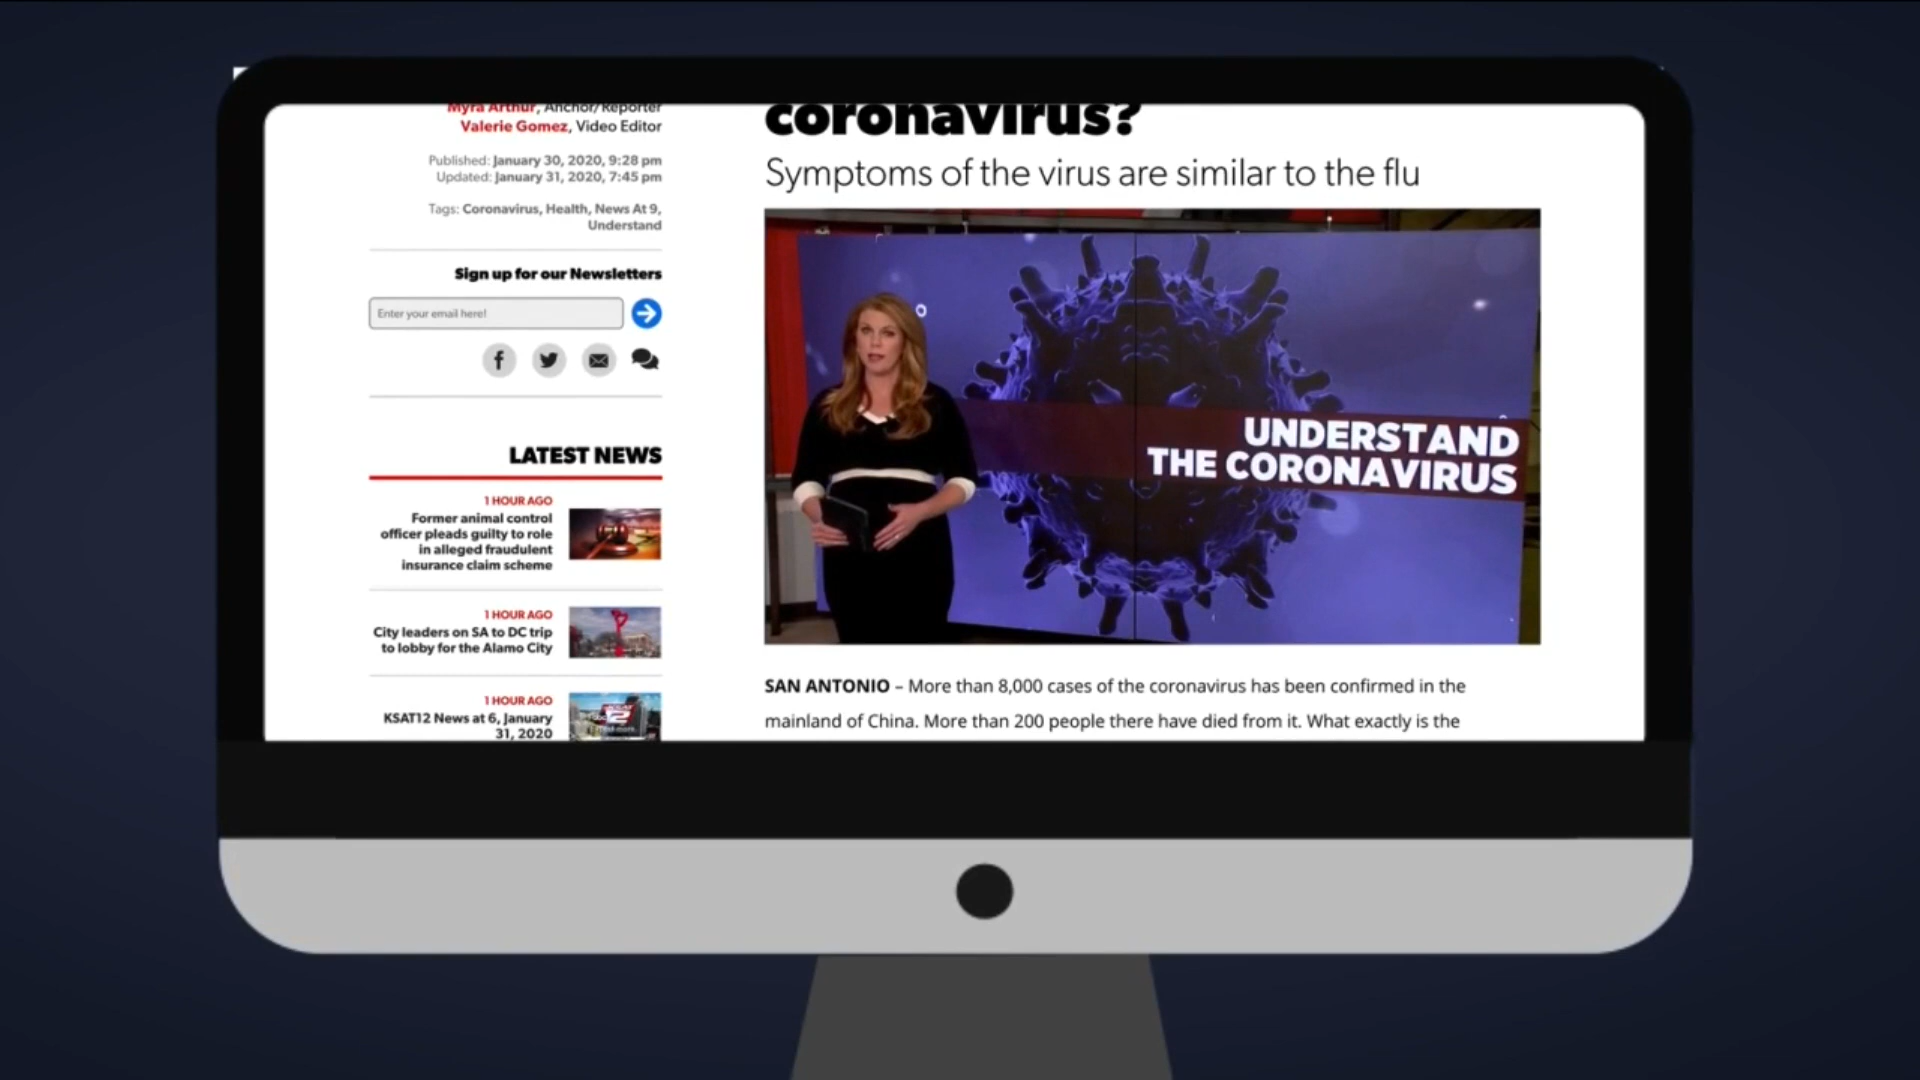 Myra Arthur, Anchor/Reporter
Valerie Gomez, Video Editor
Published: January 30, 2020, 9:28 pm
Updated: January 31, 2020, 7:45 pm
Tags: Coronavirus, Health, News At 9,
Understand
Sign up for our Newsletters
Enter your email here!
LATEST NEWS
1 HOUR AGO
Former animal control
officer pleads guilty to role
in alleged fraudulent
insurance claim scheme
1 HOUR AGO
City leaders on SA to DC trip
to lobby for the Alamo City
1 HOUR AGO
KSAT12 News at 6, January
31, 2020
coronavirus?
Symptoms of the virus are similar to the flu
UNDERSTAND
THE CORONAVIRUS
SAN ANTONIO – More than 8,000 cases of the coronavirus has been confirmed in the
mainland of China. More than 200 people there have died from it. What exactly is the